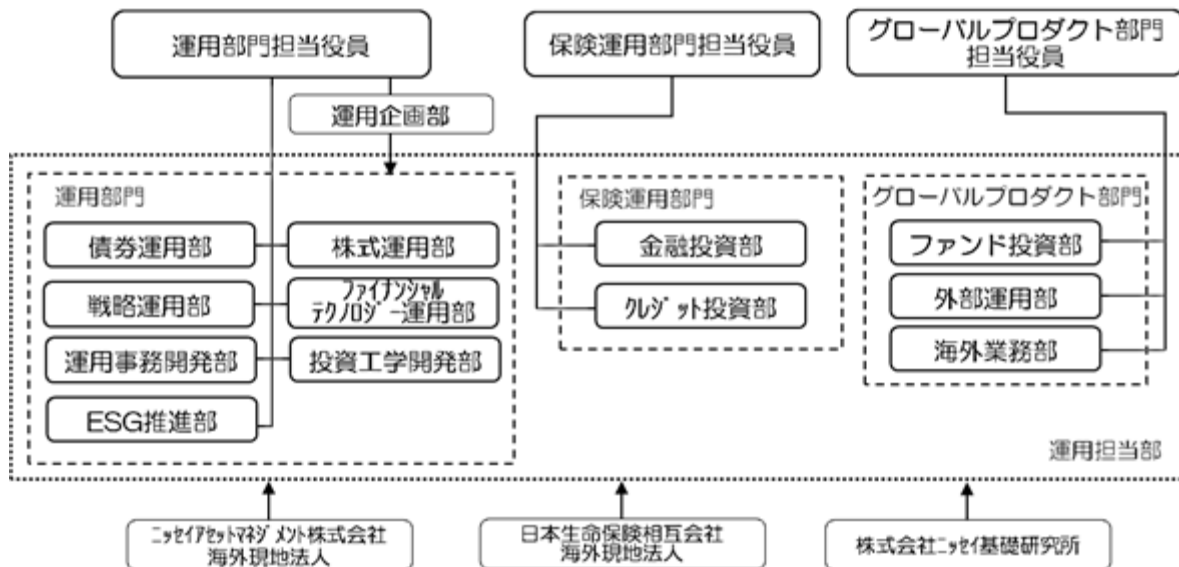 運用部門担当役員
保険運用部門担当役員
グローバルプロダクト部門
担当役員
運用企画部
運用部門
債券運用部
株式運用部
戦略運用部
ファイナンシャル
テクノロジー運用部
運用事務開発部
投資工学開発部
ESG推進部
保険運用部門
金融投資部
クレジット投資部
グローバルプロダクト部門
ファンド投資部
外部運用部
海外業務部
運用担当部
ニッセイアセットマネジメント株式会社
海外現地法人
日本生命保険相互会社
海外現地法人
株式会社ニッセイ基礎研究所